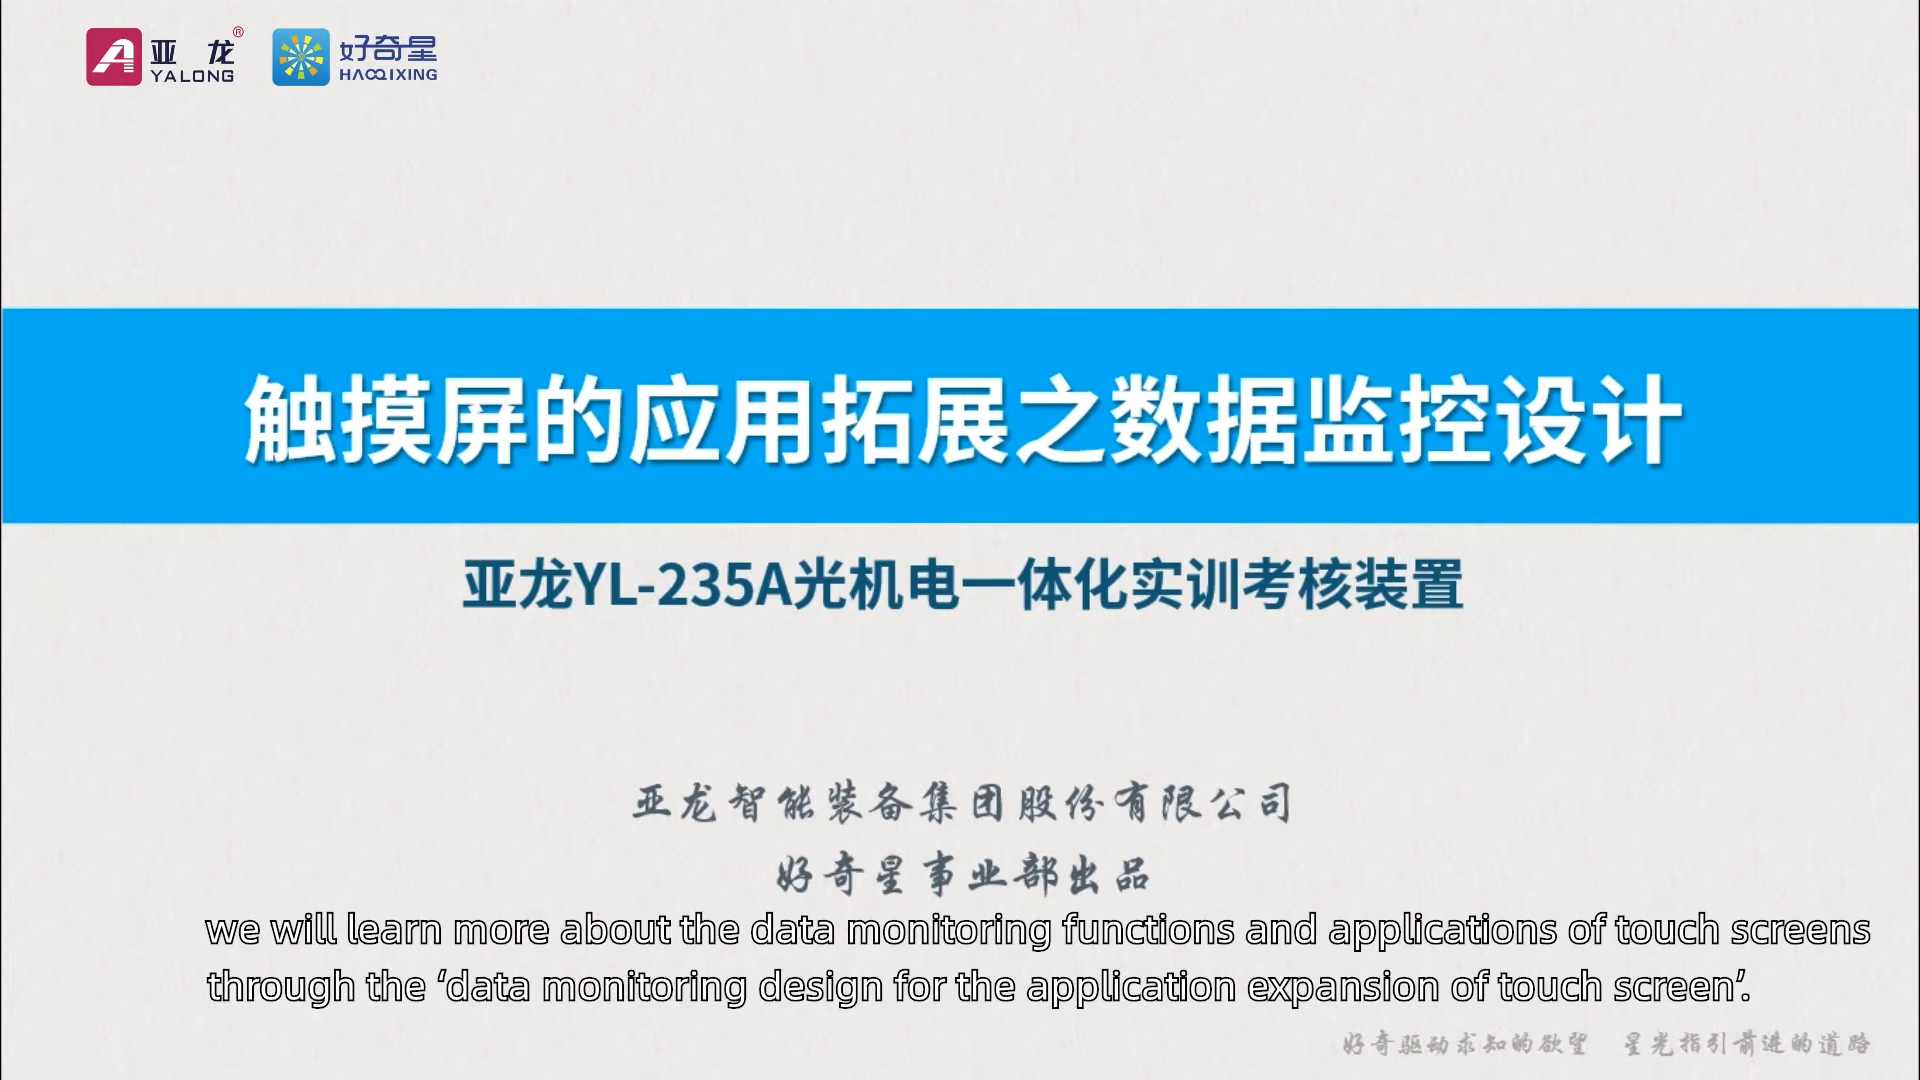 亚龙® 好奇星
YALONG HAOQIXING
触摸屏的应用拓展之数据监控设计
亚龙YL-235A光机电一体化实训考核装置
亚龙智能装备集团股份有限公司
好奇星事业部出品
we will learn more about the data monitoring functions and applications of touch screens
through the ‘data monitoring design for the application expansion of touch screen’.
好奇驱动求知的欲望 星光指引前进的道路